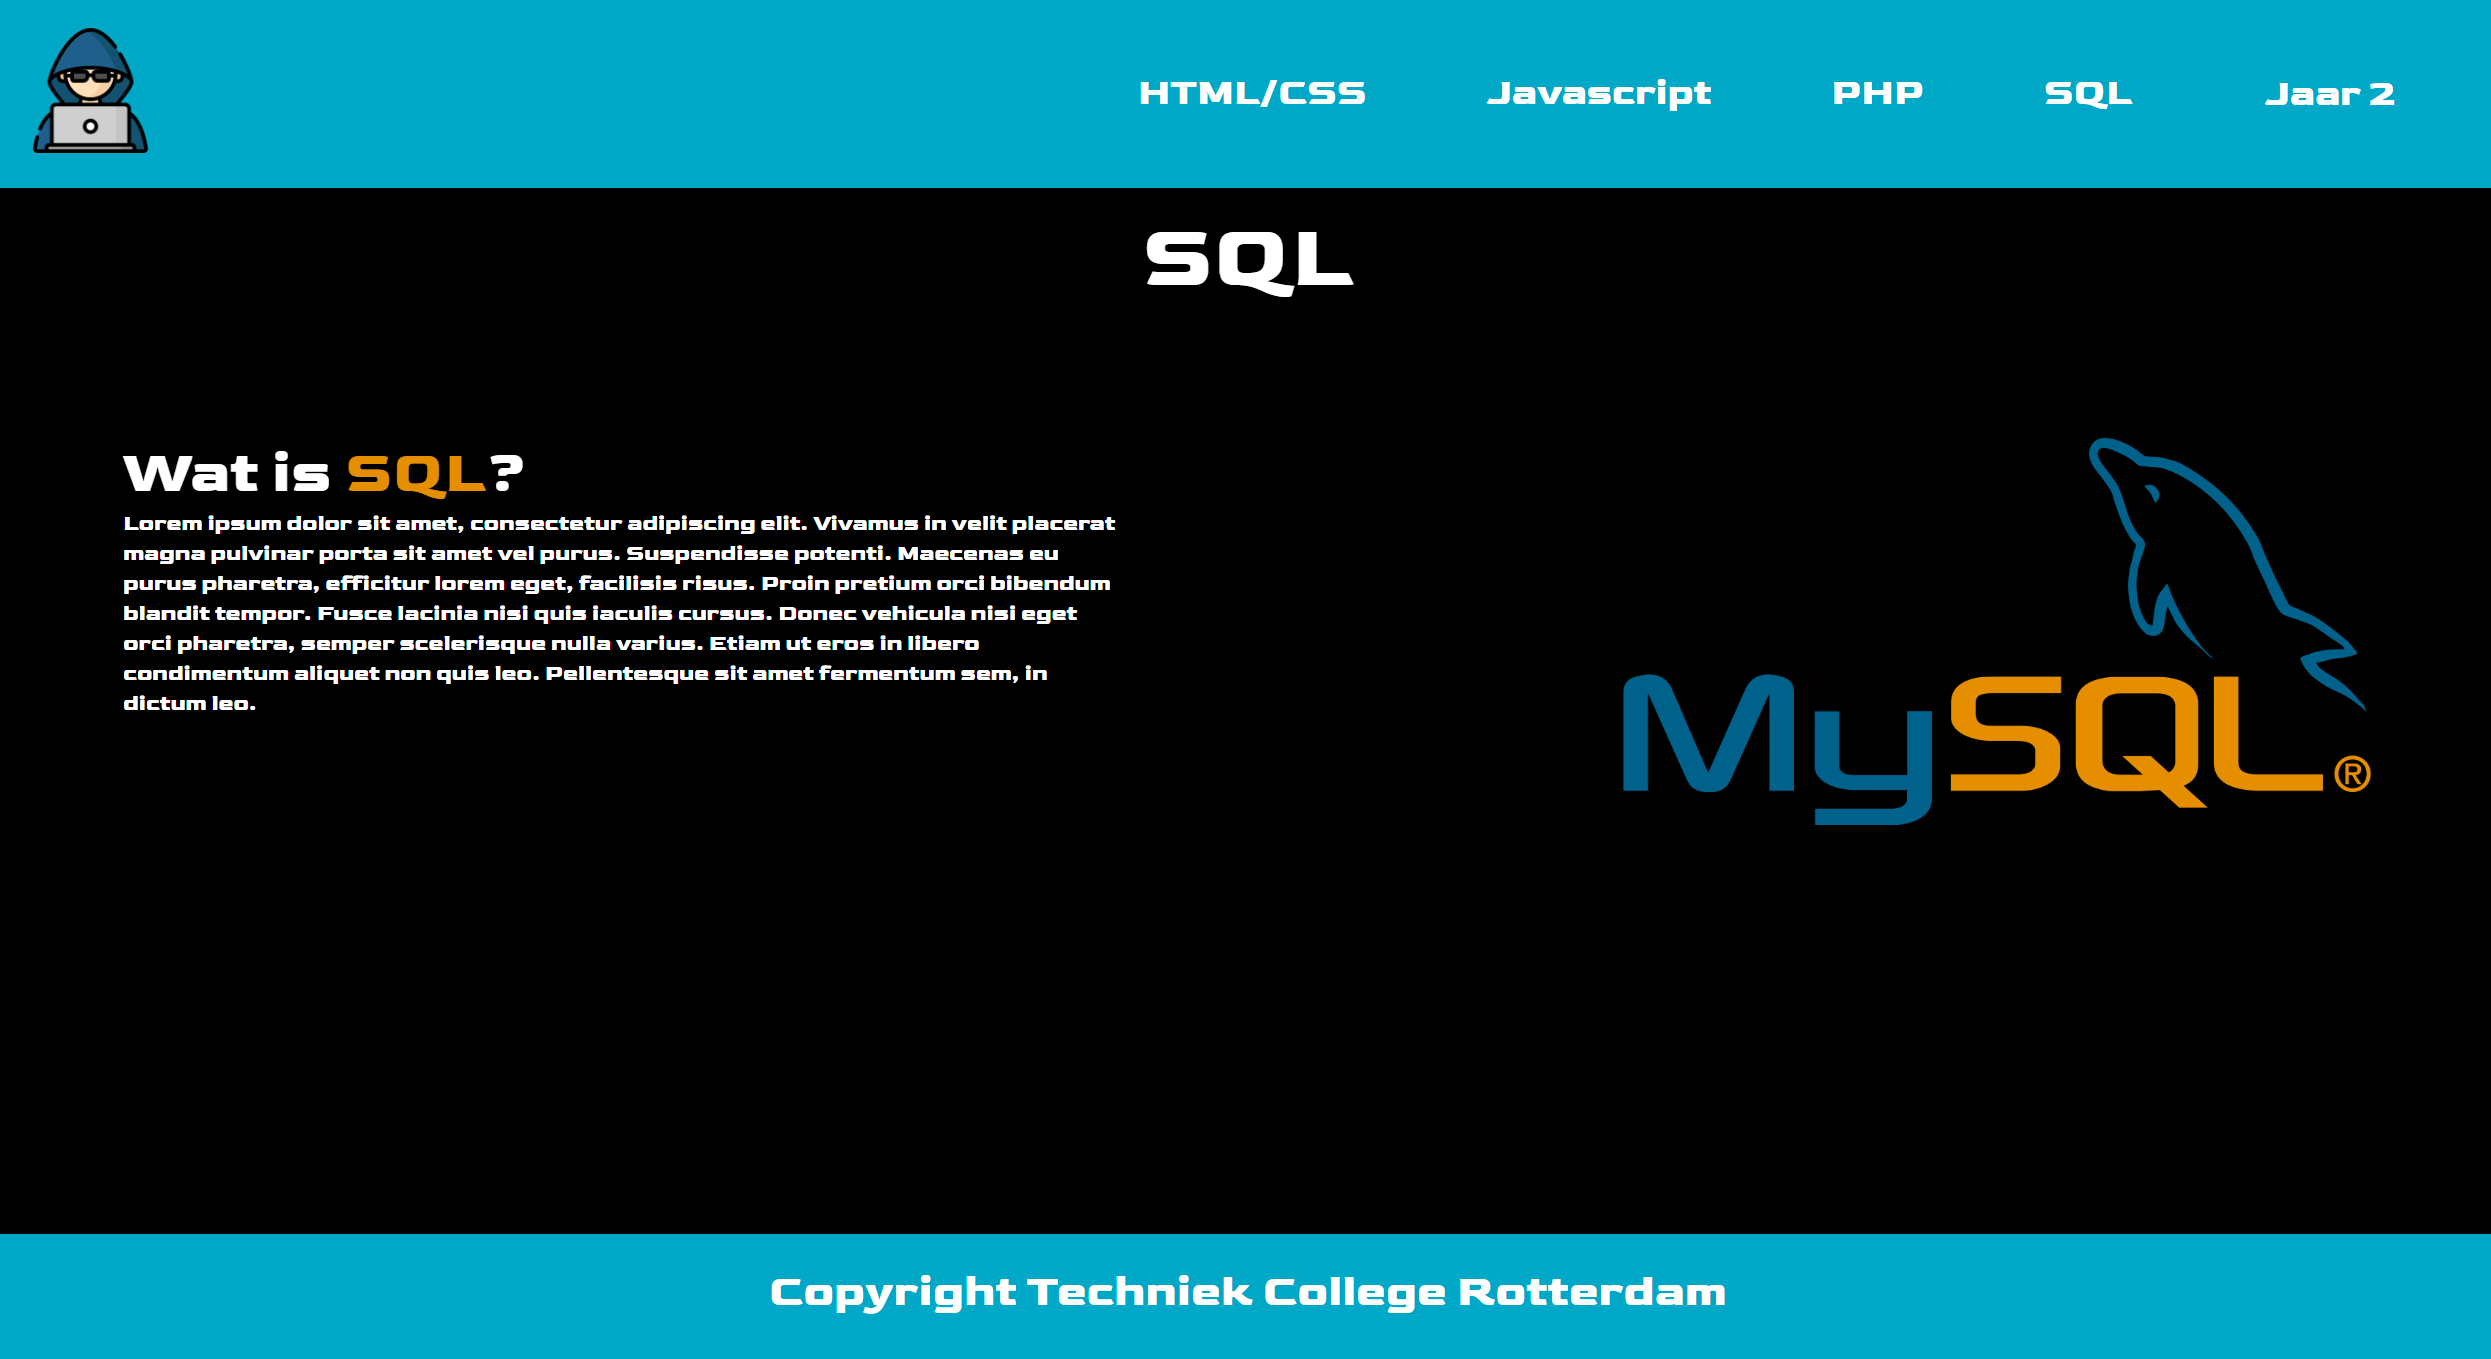 HTML/CSS Javascript PHP SQL Jaar 2
SQL
Wat is SQL?
Lorem ipsum dolor sit amet, consectetur adipiscing elit. Vivamus in velit placerat
magna pulvinar porta sit amet vel purus. Suspendisse potenti. Maecenas eu
purus pharetra, efficitur lorem eget, facilisis risus. Proin pretium orci bibendum
blandit tempor. Fusce lacinia nisi quis iaculis cursus. Donec vehicula nisi eget
orci pharetra, semper scelerisque nulla varius. Etiam ut eros in libero
condimentum aliquet non quis leo. Pellentesque sit amet fermentum sem, in
dictum leo.
MySQL®
Copyright Techniek College Rotterdam